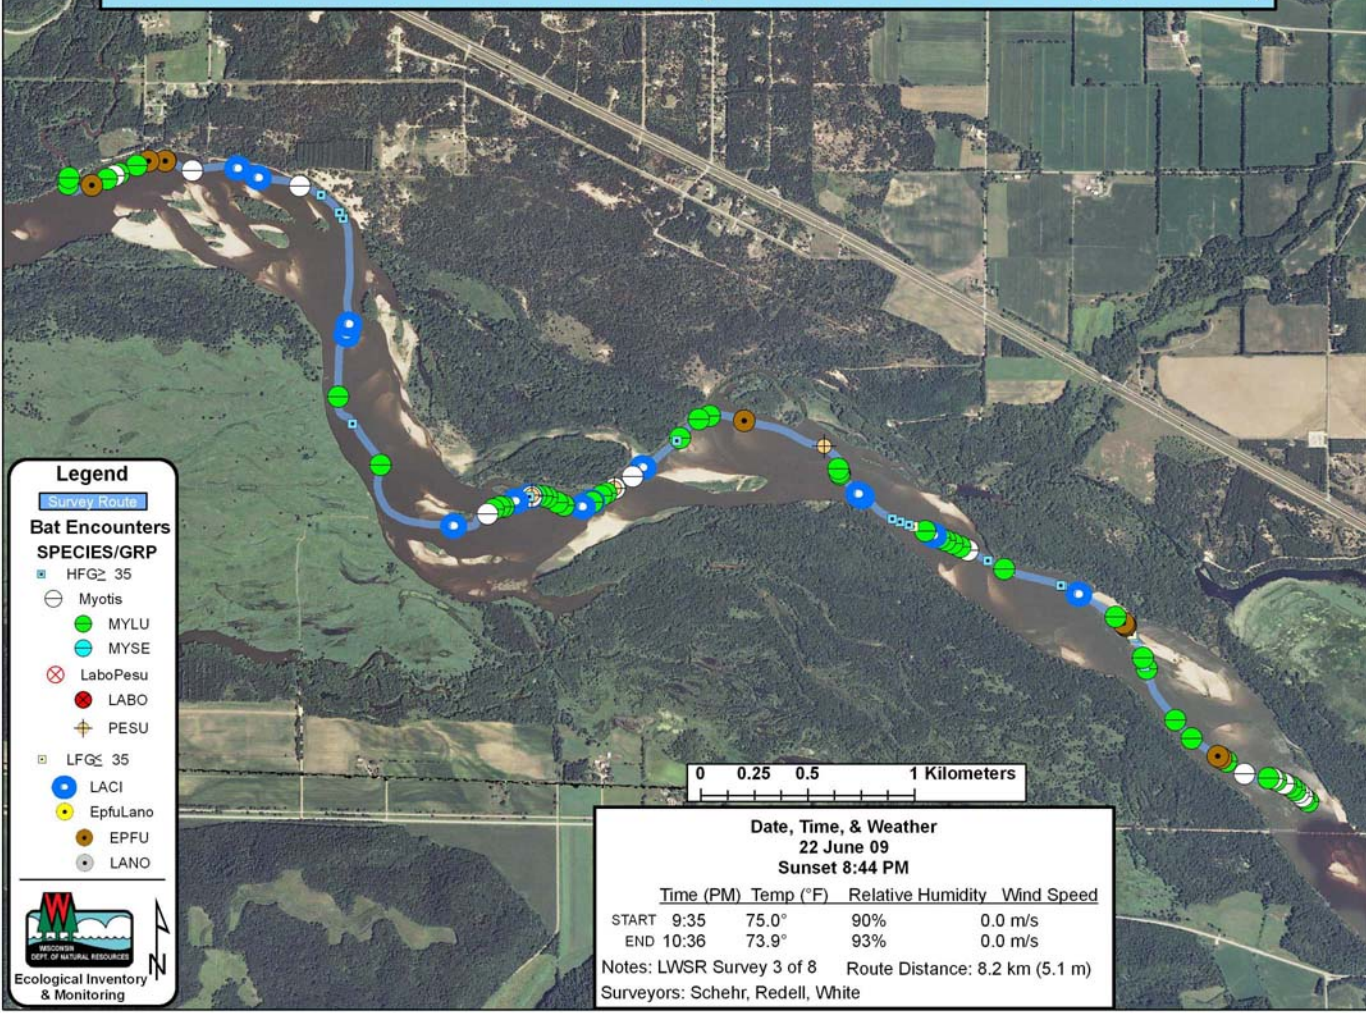 Legend
Survey Route
Bat Encounters
SPECIES/GRP
HFG≥ 35
Myotis
MYLU
MYSE
LaboPesu
LABO
PESU
LFG≤ 35
LACI
EpfuLano
EPFU
LANO
W
WISCONSIN
DEPT. OF NATURAL RESOURCES
N
Ecological Inventory
& Monitoring
0 0.25 0.5 1 Kilometers
Date, Time, & Weather
22 June 09
Sunset 8:44 PM
Time (PM) Temp (°F) Relative Humidity Wind Speed
START 9:35 75.0° 90% 0.0 m/s
END 10:36 73.9° 93% 0.0 m/s
Notes: LWSR Survey 3 of 8 Route Distance: 8.2 km (5.1 m)
Surveyors: Schehr, Redell, White